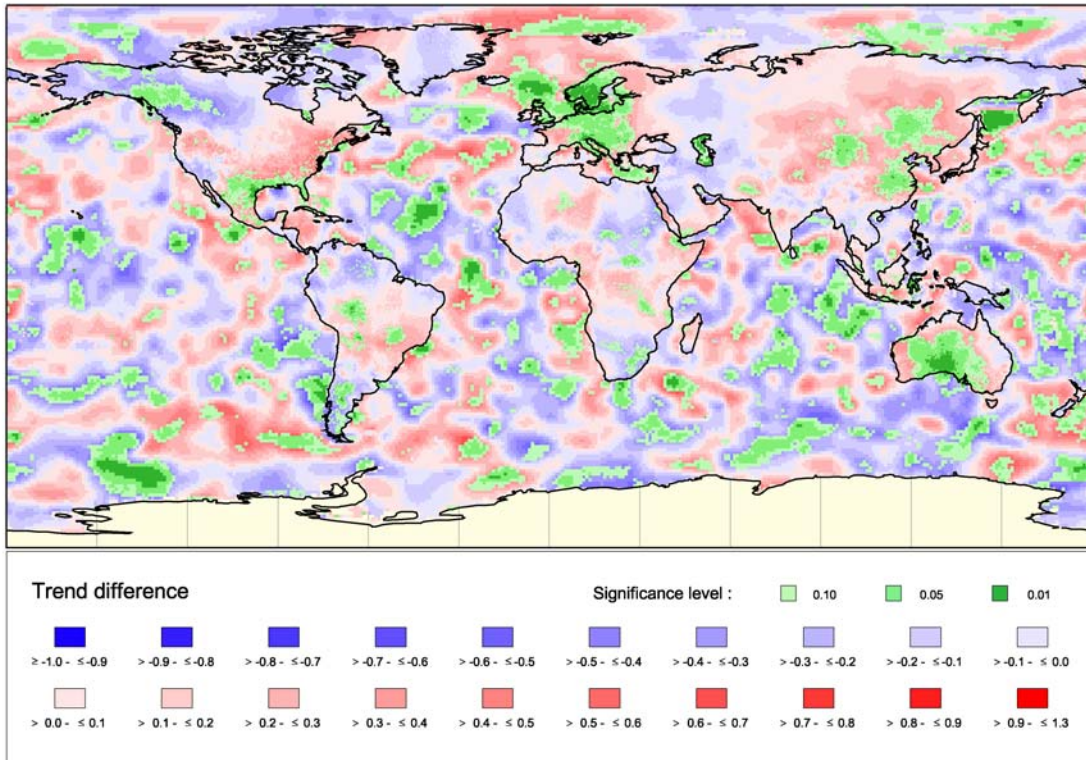 Trend difference
Significance level : 0.10 0.05 0.01
≥ -1.0 - ≤ -0.9 > -0.9 - ≤ -0.8 > -0.8 - ≤ -0.7 > -0.7 - ≤ -0.6 > -0.6 - ≤ -0.5 > -0.5 - ≤ -0.4 > -0.4 - ≤ -0.3 > -0.3 - ≤ -0.2 > -0.2 - ≤ -0.1 > -0.1 - ≤ 0.0
> 0.0 - ≤ 0.1 > 0.1 - ≤ 0.2 > 0.2 - ≤ 0.3 > 0.3 - ≤ 0.4 > 0.4 - ≤ 0.5 > 0.5 - ≤ 0.6 > 0.6 - ≤ 0.7 > 0.7 - ≤ 0.8 > 0.8 - ≤ 0.9 > 0.9 - ≤ 1.3